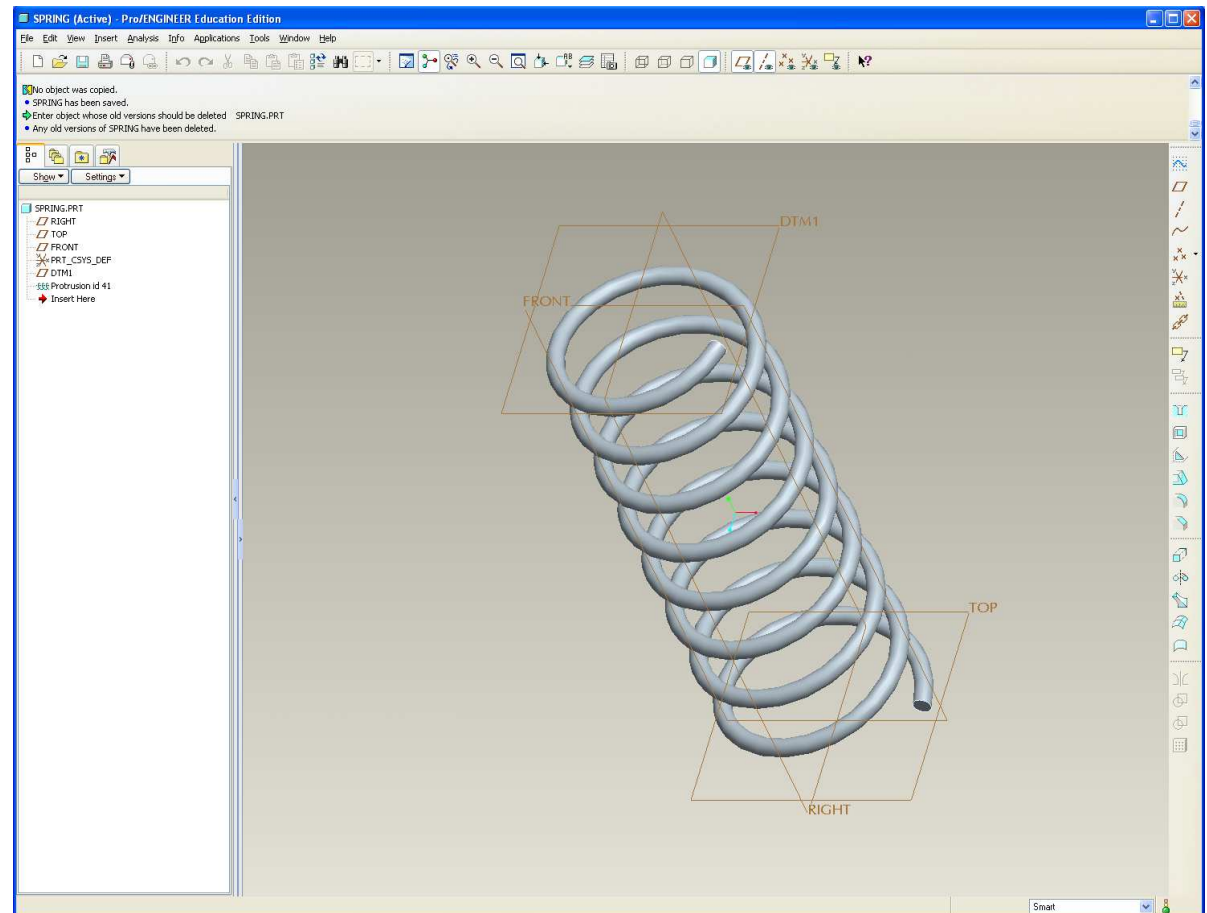 SPRING (Active) - Pro/ENGINEER Education Edition
File Edit View Insert Analysis Info Applications Tools Window Help
No object was copied.
• SPRING has been saved.
Enter object whose old versions should be deleted SPRING.PRT
• Any old versions of SPRING have been deleted.
Show Settings
SPRING.PRT
RIGHT
TOP
FRONT
PRT_CSYS_DEF
DTM1
Protrusion id 41
Insert Here
DTM1
FRONT
TOP
RIGHT
Smart